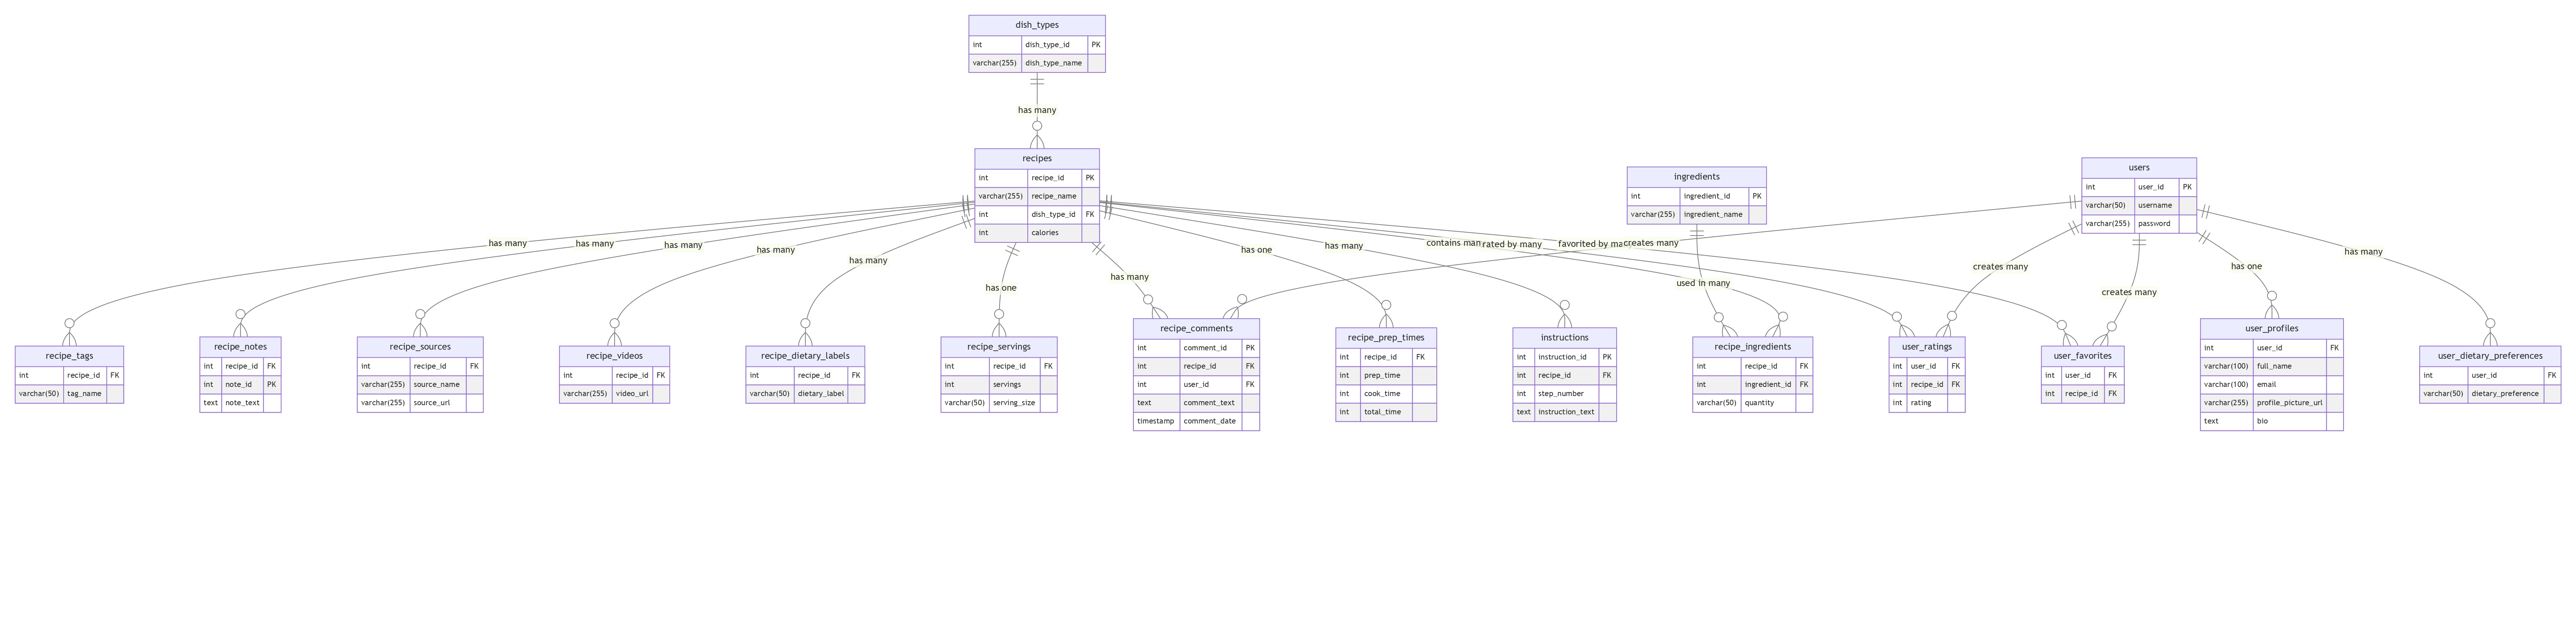 dish_types
int dish_type_id PK
varchar(255) dish_type_name
has many
recipes
int recipe_id PK
varchar(255) recipe_name
int dish_type_id FK
int calories
ingredients
int ingredient_id PK
varchar(255) ingredient_name
users
int user_id PK
varchar(50) username
varchar(255) password
has many
has many
has many
has many
has many
has one
has many
has one
has many
contains
rated by many
favorited by
creates many
used in many
creates many
creates many
has one
has many
recipe_tags
int recipe_id FK
varchar(50) tag_name
recipe_notes
int recipe_id FK
int note_id PK
text note_text
recipe_sources
int recipe_id FK
varchar(255) source_name
varchar(255) source_url
recipe_videos
int recipe_id FK
varchar(255) video_url
recipe_dietary_labels
int recipe_id FK
varchar(50) dietary_label
recipe_servings
int recipe_id FK
int servings
varchar(50) serving_size
recipe_comments
int comment_id PK
int recipe_id FK
int user_id FK
text comment_text
timestamp comment_date
recipe_prep_times
int recipe_id FK
int prep_time
int cook_time
int total_time
instructions
int instruction_id PK
int recipe_id FK
int step_number
text instruction_text
recipe_ingredients
int recipe_id FK
int ingredient_id FK
varchar(50) quantity
user_ratings
int user_id FK
int recipe_id FK
int rating
user_favorites
int user_id FK
int recipe_id FK
user_profiles
int user_id FK
varchar(100) full_name
varchar(100) email
varchar(255) profile_picture_url
text bio
user_dietary_preferences
int user_id FK
varchar(50) dietary_preference